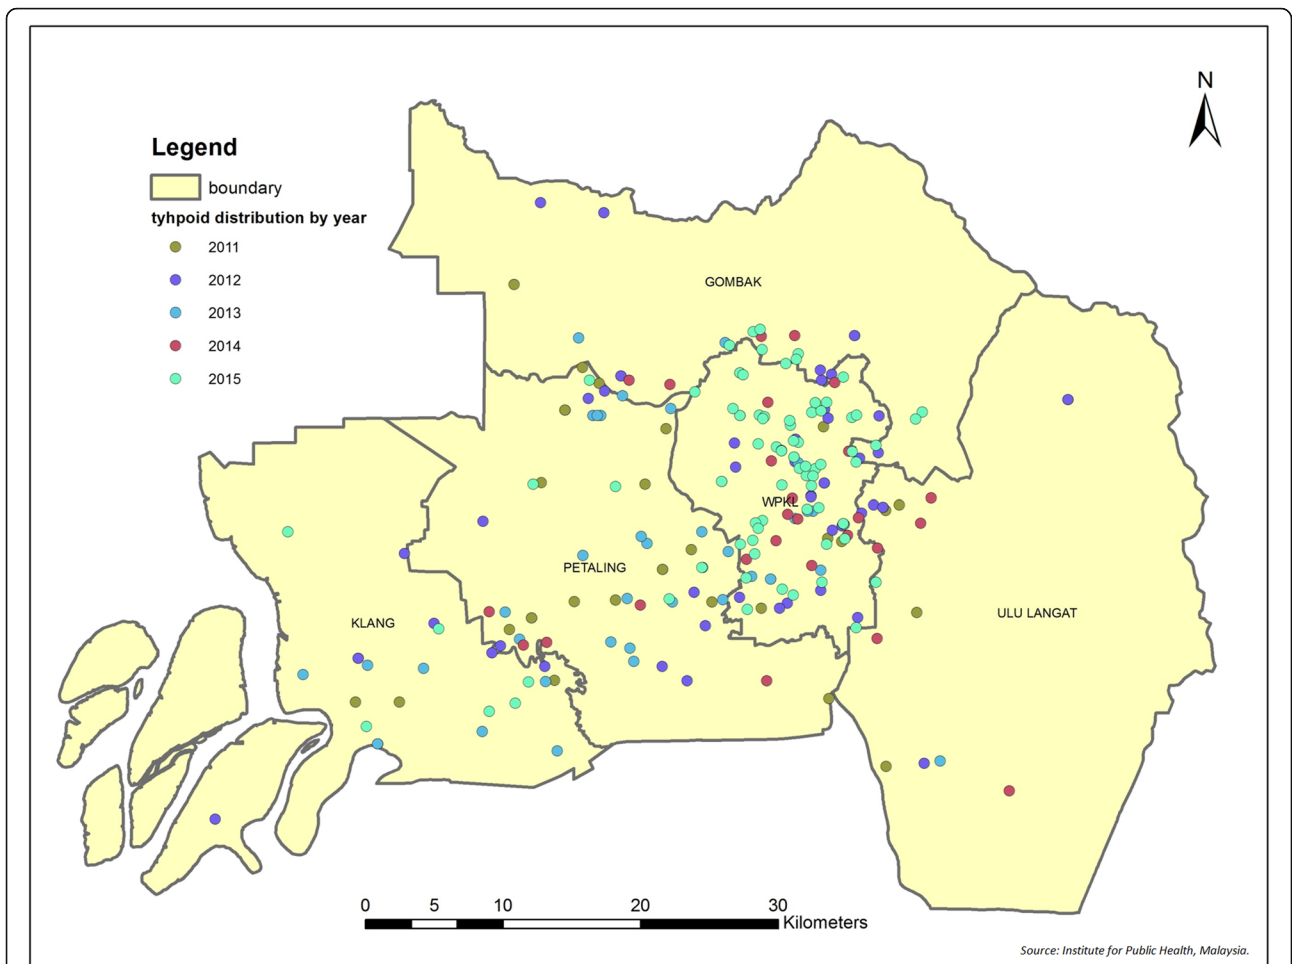 N
Legend
boundary
tyhpoid distribution by year
2011
2012
2013
2014
2015
GOMBAK
WPKL
PETALING
KLANG
ULU LANGAT
0 5 10 20 30
Kilometers
Source: Institute for Public Health, Malaysia.